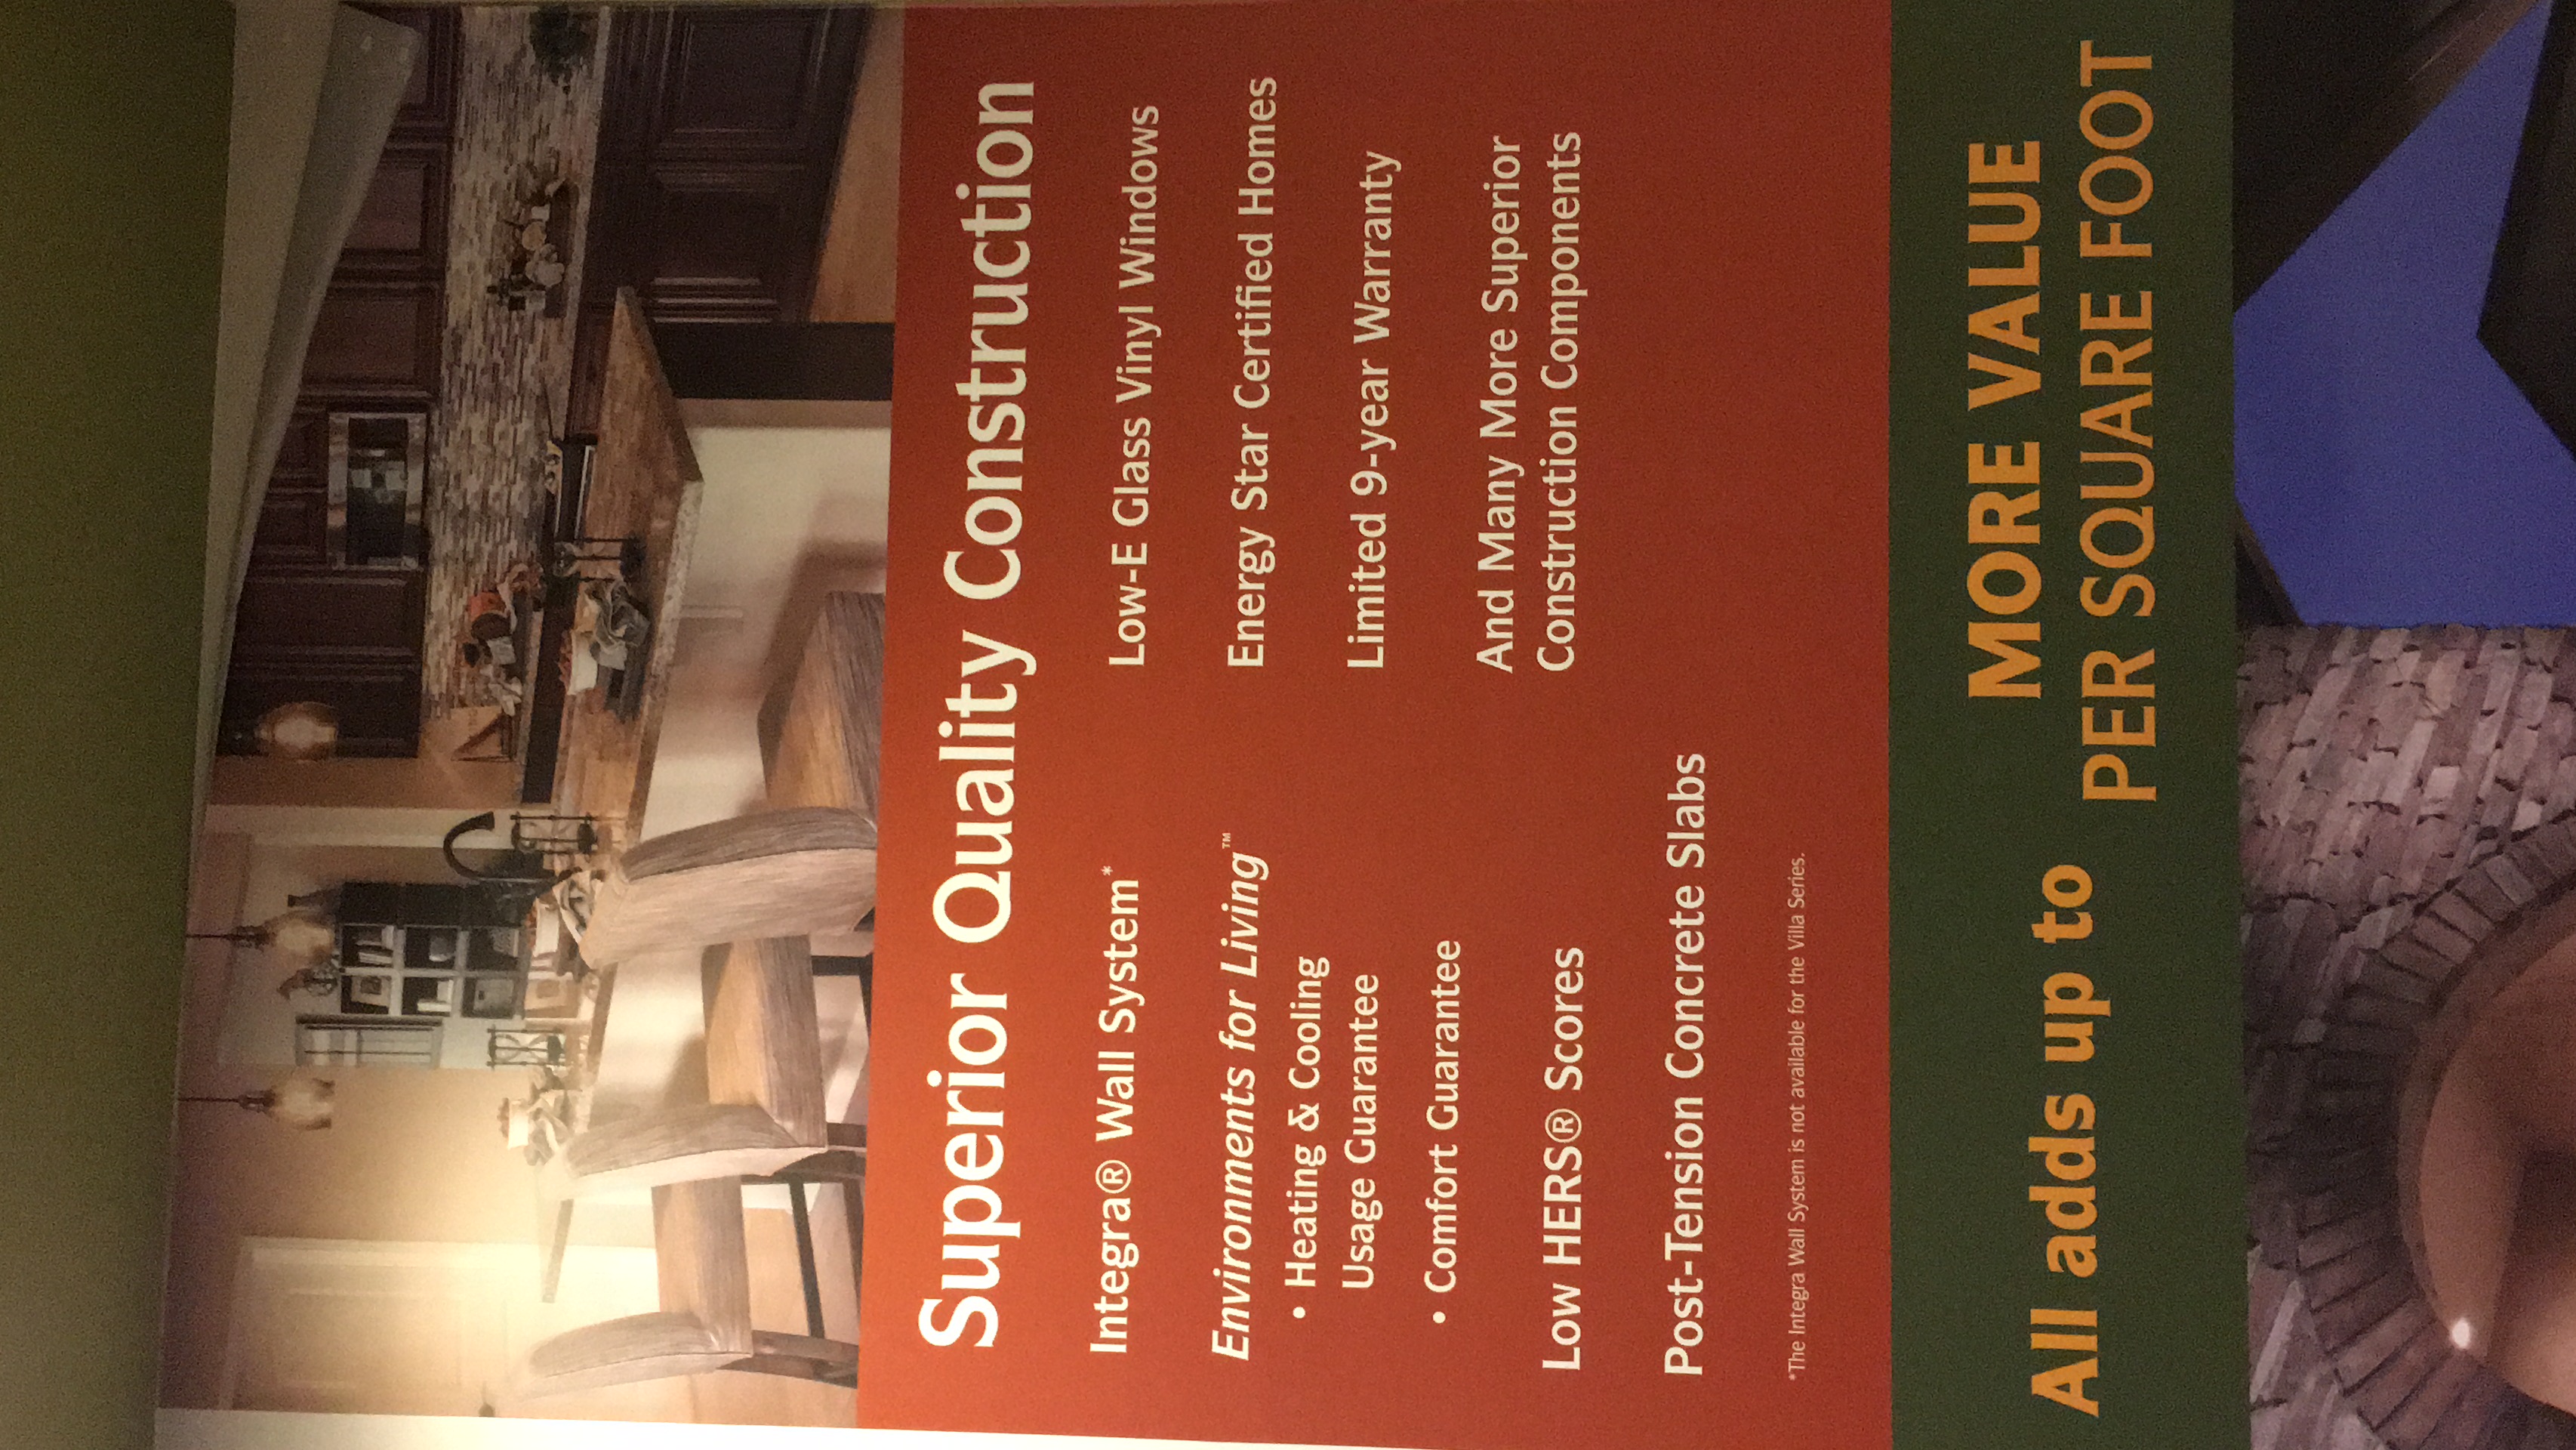 Superior Quality Construction
Integra® Wall System*
Environments for Living™
• Heating & Cooling
Usage Guarantee
• Comfort Guarantee
Low HERS® Scores
Post-Tension Concrete Slabs
Low-E Glass Vinyl Windows
Energy Star Certified Homes
Limited 9-year Warranty
And Many More Superior
Construction Components
*The Integra Wall System is not available for the Villa Series.
All adds up to
MORE VALUE
PER SQUARE FOOT